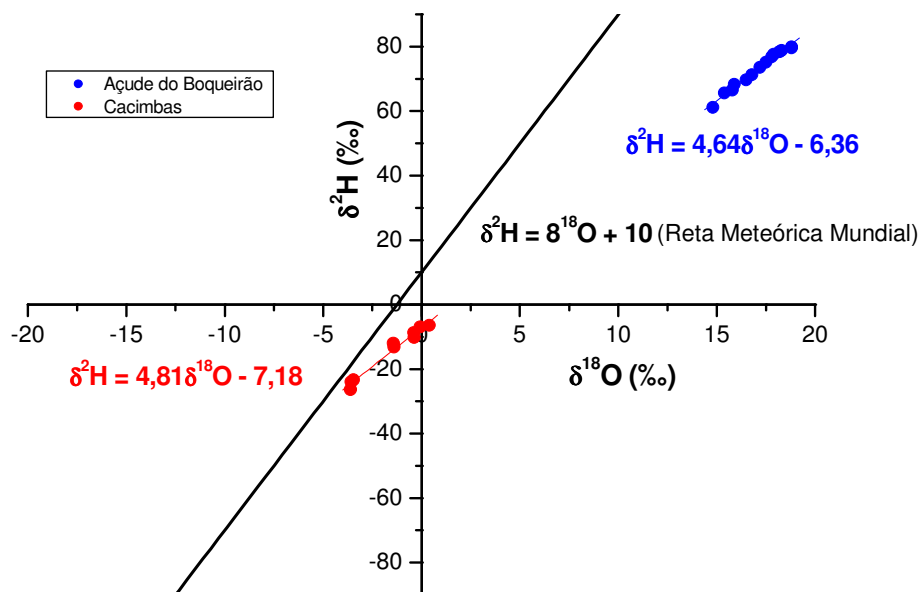 Açude do Boqueirão
Cacimbas
δ²H (‰)
80
60
40
20
0
-20
-40
-60
-80
-20 -15 -10 -5 0 5 10 15 20
δ¹⁸O (‰)
δ²H = 4,64δ¹⁸O - 6,36
δ²H = 8¹⁸O + 10 (Reta Meteórica Mundial)
δ²H = 4,81δ¹⁸O - 7,18